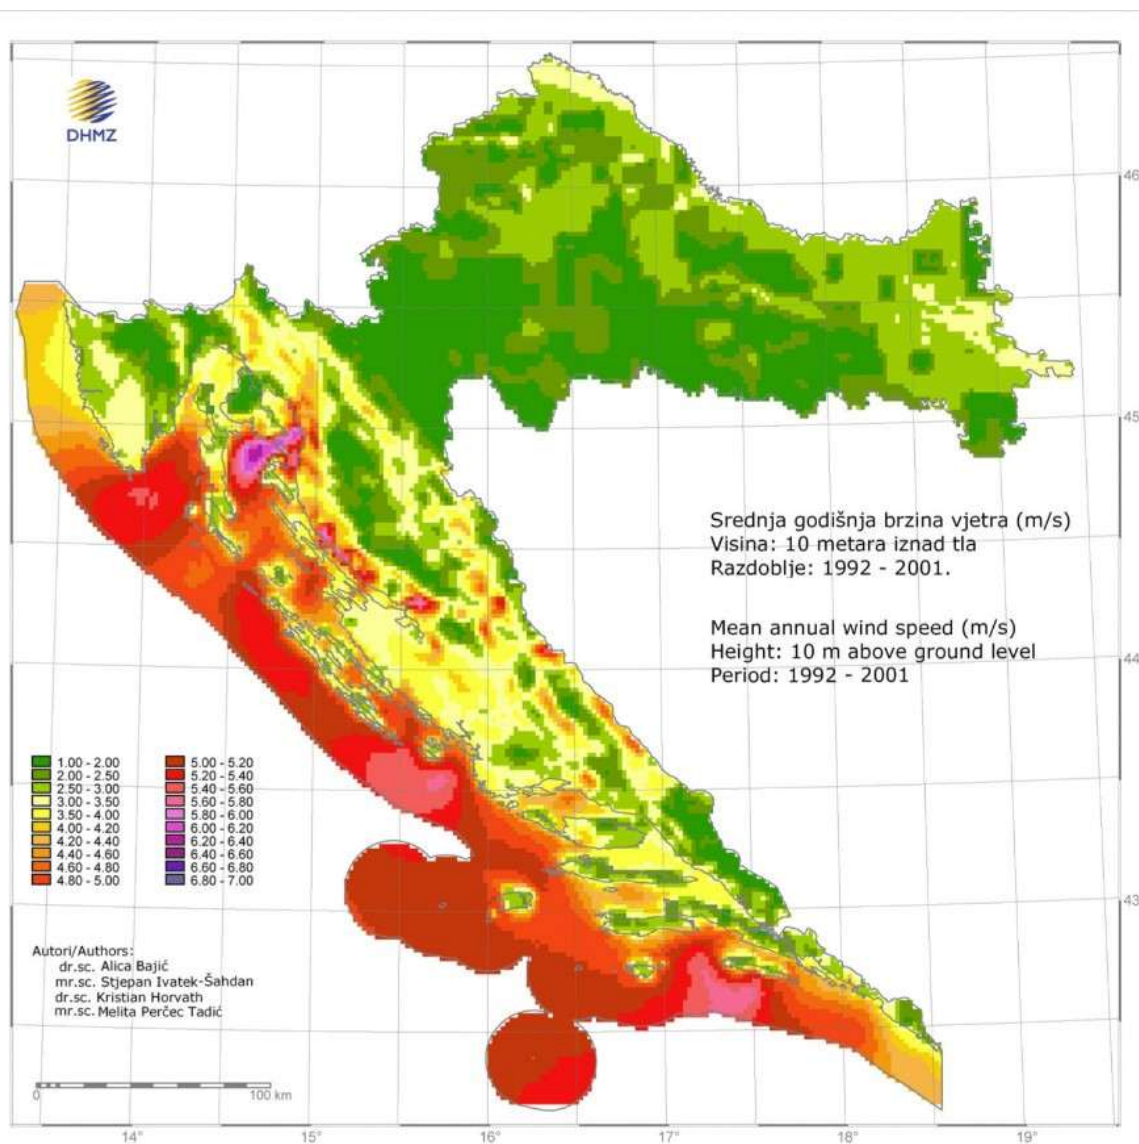 DHMZ
46
45
Srednja godišnja brzina vjetra (m/s)
Visina: 10 metara iznad tla
Razdoblje: 1992 - 2001.
Mean annual wind speed (m/s)
Height: 10 m above ground level
Period: 1992 - 2001
44
1.00 - 2.00
2.00 - 2.50
2.50 - 3.00
3.00 - 3.50
3.50 - 4.00
4.00 - 4.20
4.20 - 4.40
4.40 - 4.60
4.60 - 4.80
4.80 - 5.00
5.00 - 5.20
5.20 - 5.40
5.40 - 5.60
5.60 - 5.80
5.80 - 6.00
6.00 - 6.20
6.20 - 6.40
6.40 - 6.60
6.60 - 6.80
6.80 - 7.00
43
Autori/Authors:
dr.sc. Alica Bajić
mr.sc. Stjepan Ivatek-Šahdan
dr.sc. Kristian Horvath
mr.sc. Melita Perčec Tadić
0 100 km
14° 15° 16° 17° 18° 19°